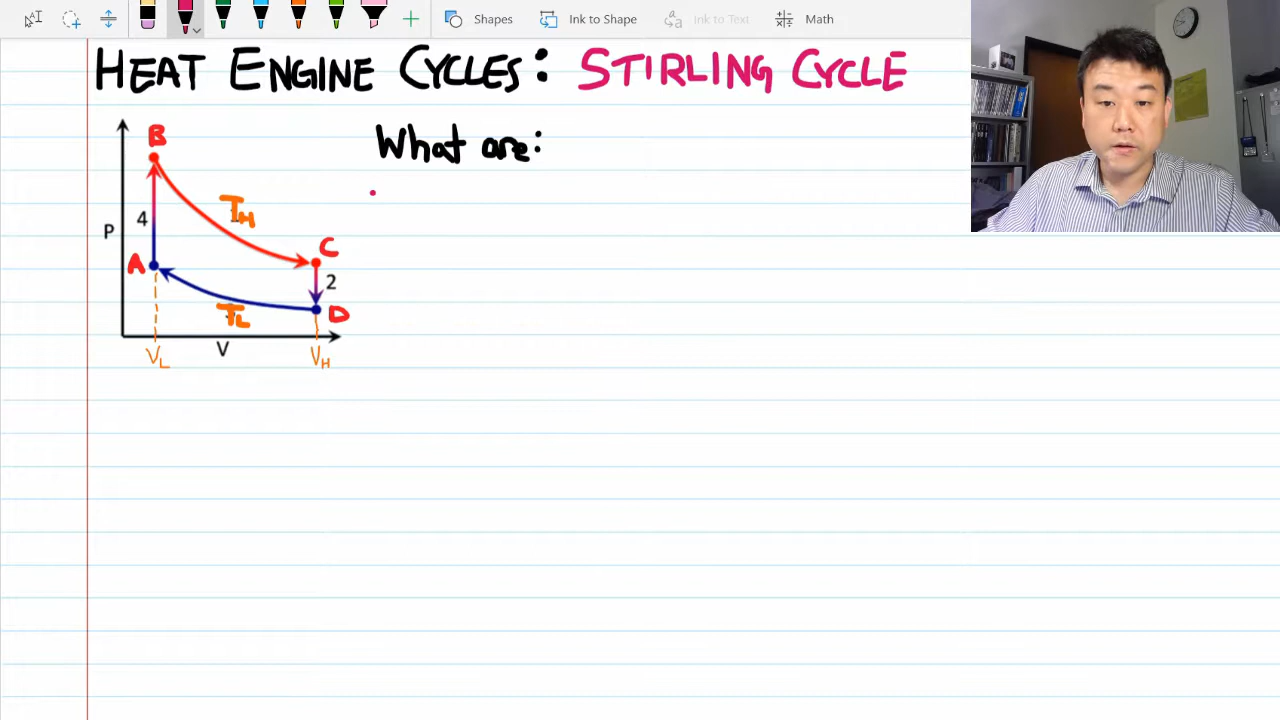 Shapes
Ink to Shape
Ink to Text
Math
HEAT ENGINE CYCLES: STIRLING CYCLE
What are:
B
TH
4
P
C
A
2
TL
D
V
VL
VH